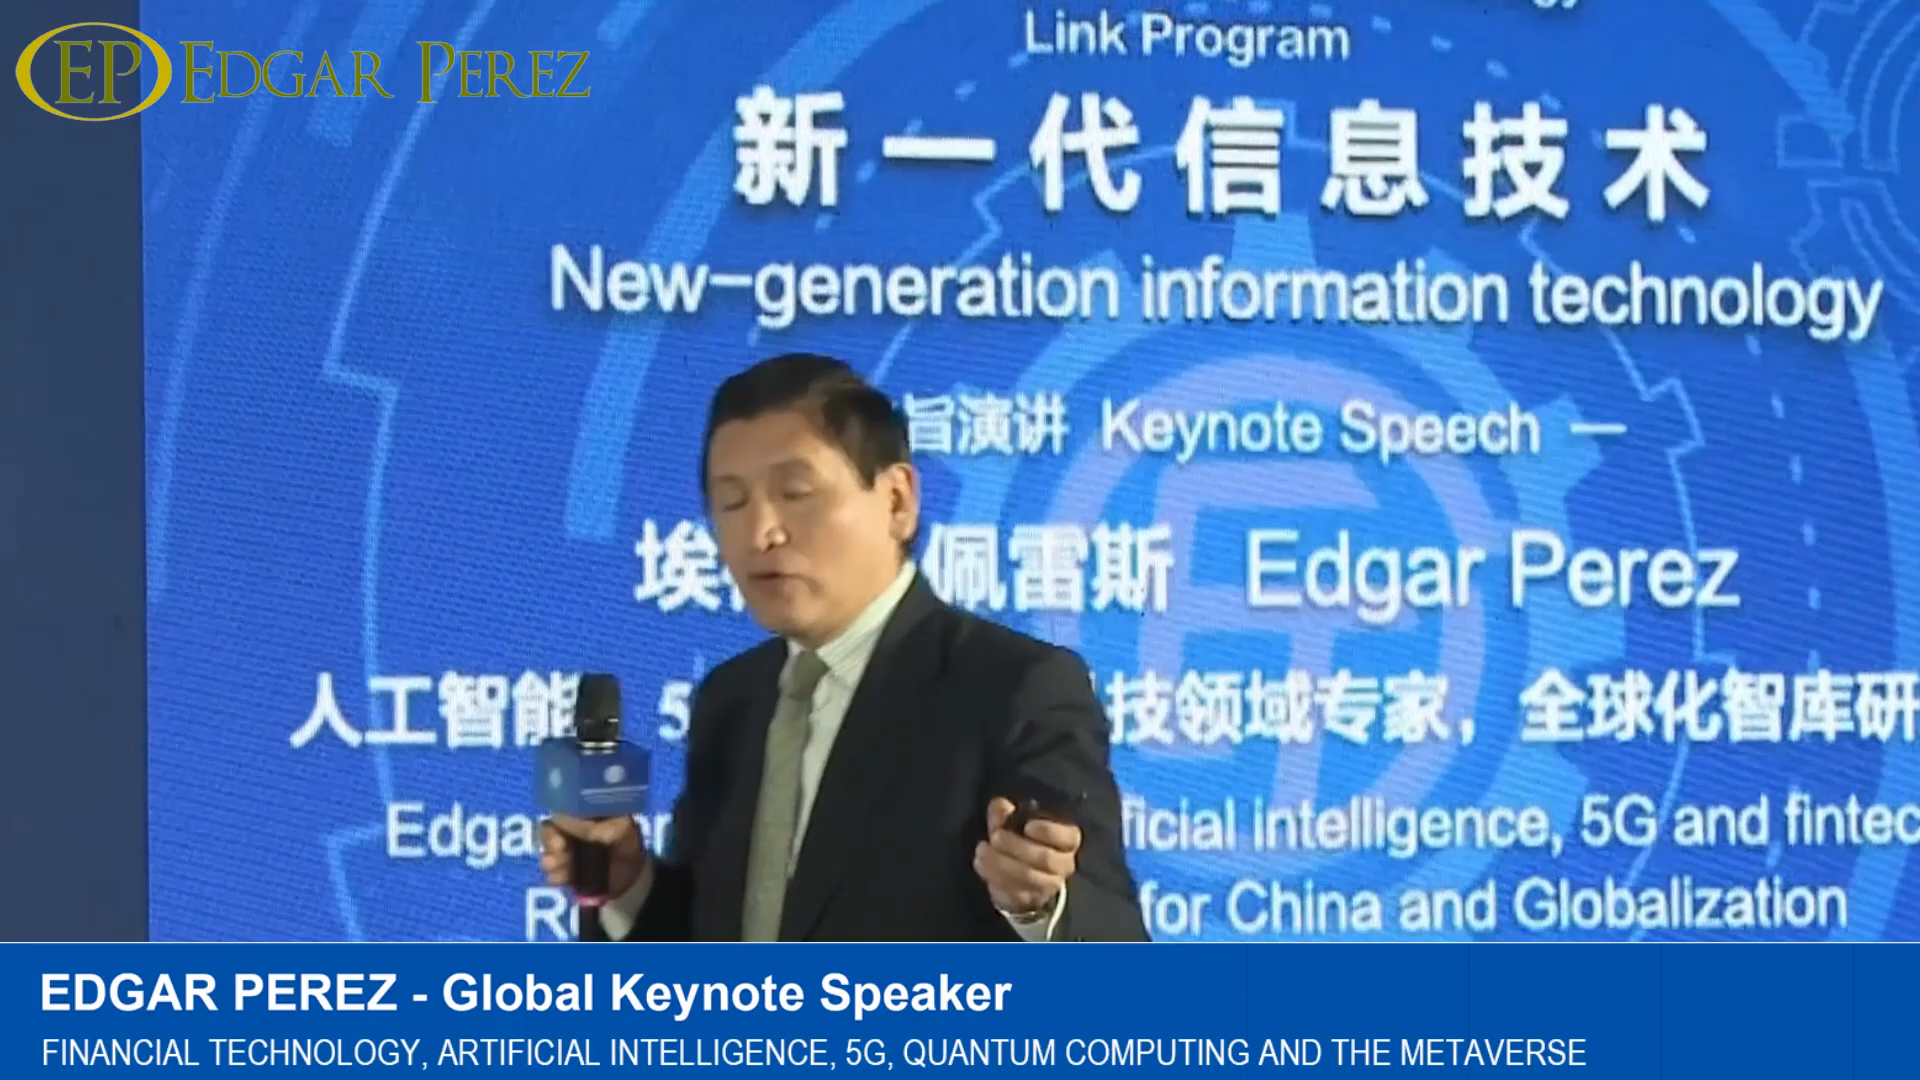 EP EDGAR PEREZ
Link Program
新一代信息技术
New-generation information technology
旨演讲 Keynote Speech —
埃 佩雷斯 Edgar Perez
人工智能 5 技领域专家，全球化智库研
Edgar ficial intelligence, 5G and fintec
R for China and Globalization
EDGAR PEREZ - Global Keynote Speaker
FINANCIAL TECHNOLOGY, ARTIFICIAL INTELLIGENCE, 5G, QUANTUM COMPUTING AND THE METAVERSE